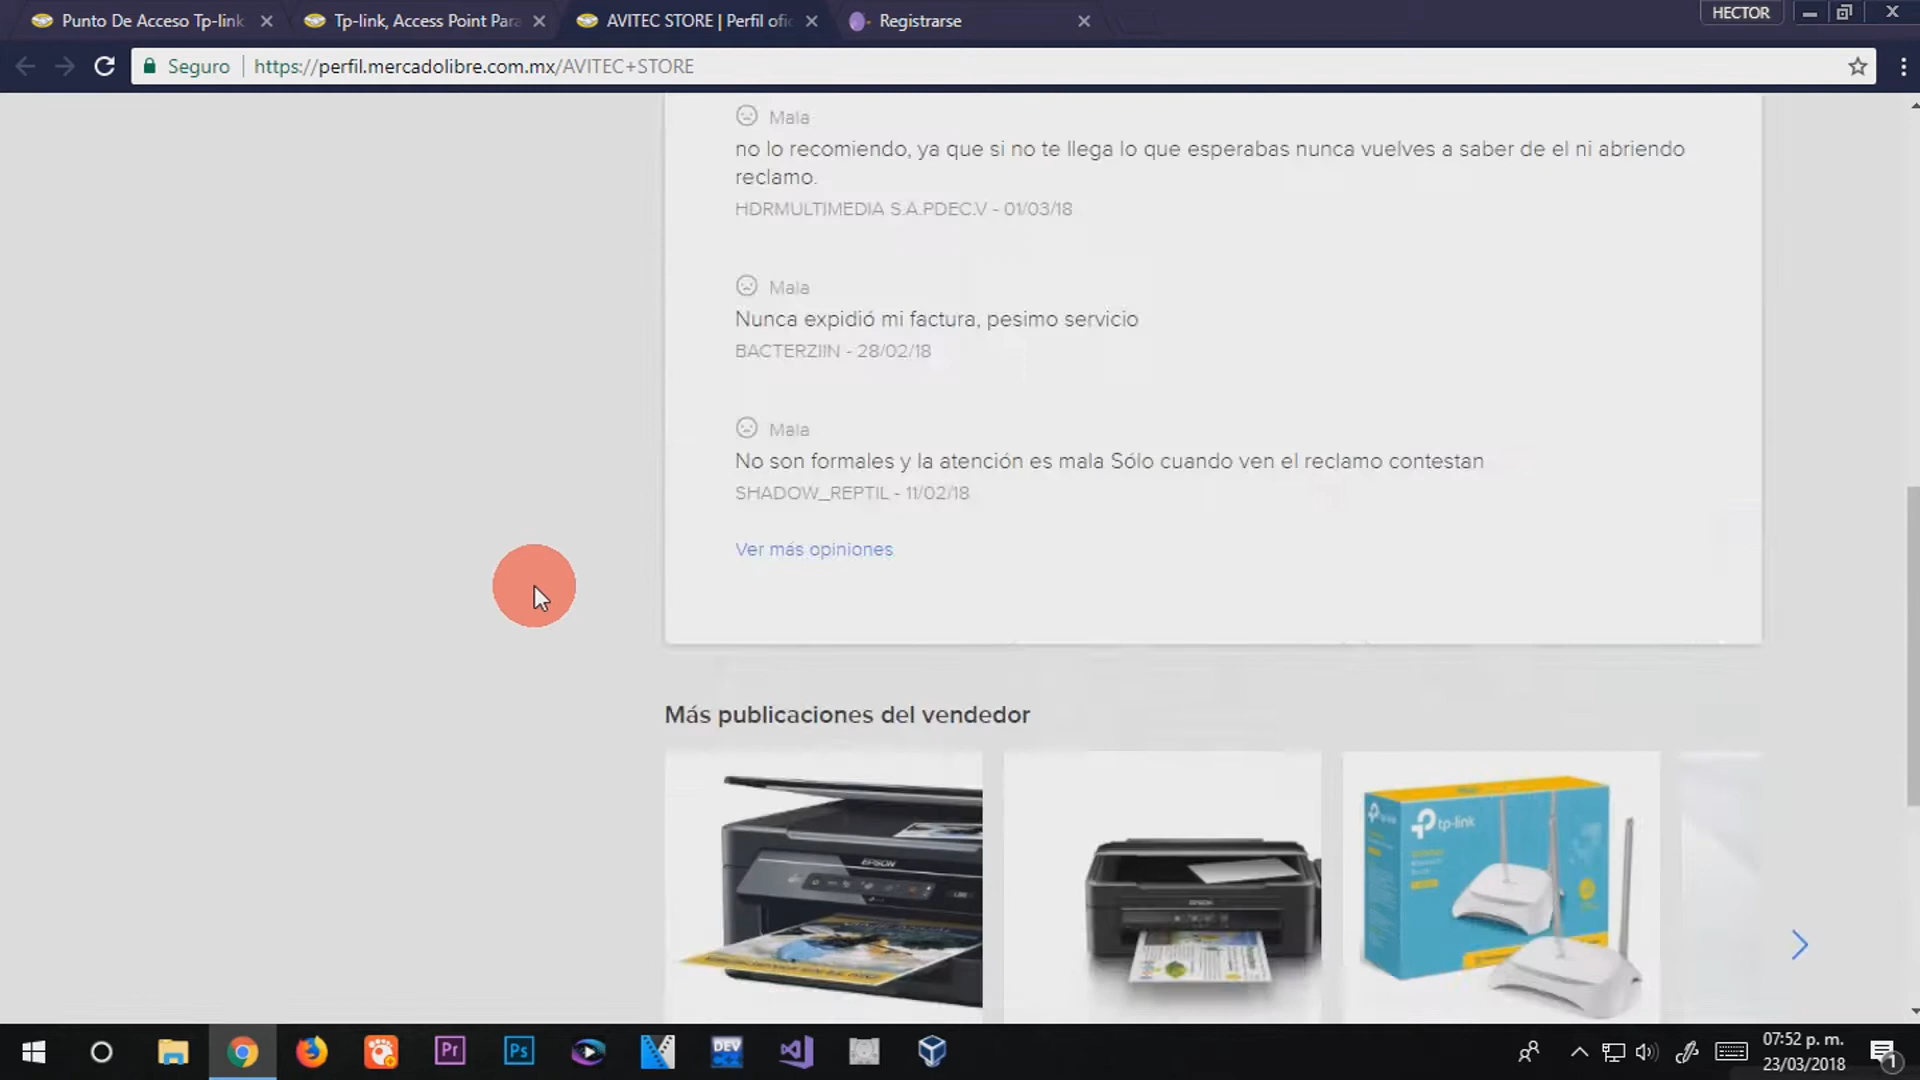 Punto De Acceso Tp-link
Tp-link, Access Point Para
AVITEC STORE | Perfil ofic
Registrarse
HECTOR
Seguro
https://perfil.mercadolibre.com.mx/AVITEC+STORE
Mala
no lo recomiendo, ya que si no te llega lo que esperabas nunca vuelves a saber de el ni abriendo
reclamo.
HDRMULTIMEDIA S.A.PDEC.V - 01/03/18
Mala
Nunca expidió mi factura, pesimo servicio
BACTERZIIN - 28/02/18
Mala
No son formales y la atención es mala Sólo cuando ven el reclamo contestan
SHADOW_REPTIL - 11/02/18
Ver más opiniones
Más publicaciones del vendedor
EPSON
EPSON
tp-link
Pr
Ps
DEV
07:52 p. m.
23/03/2018
1